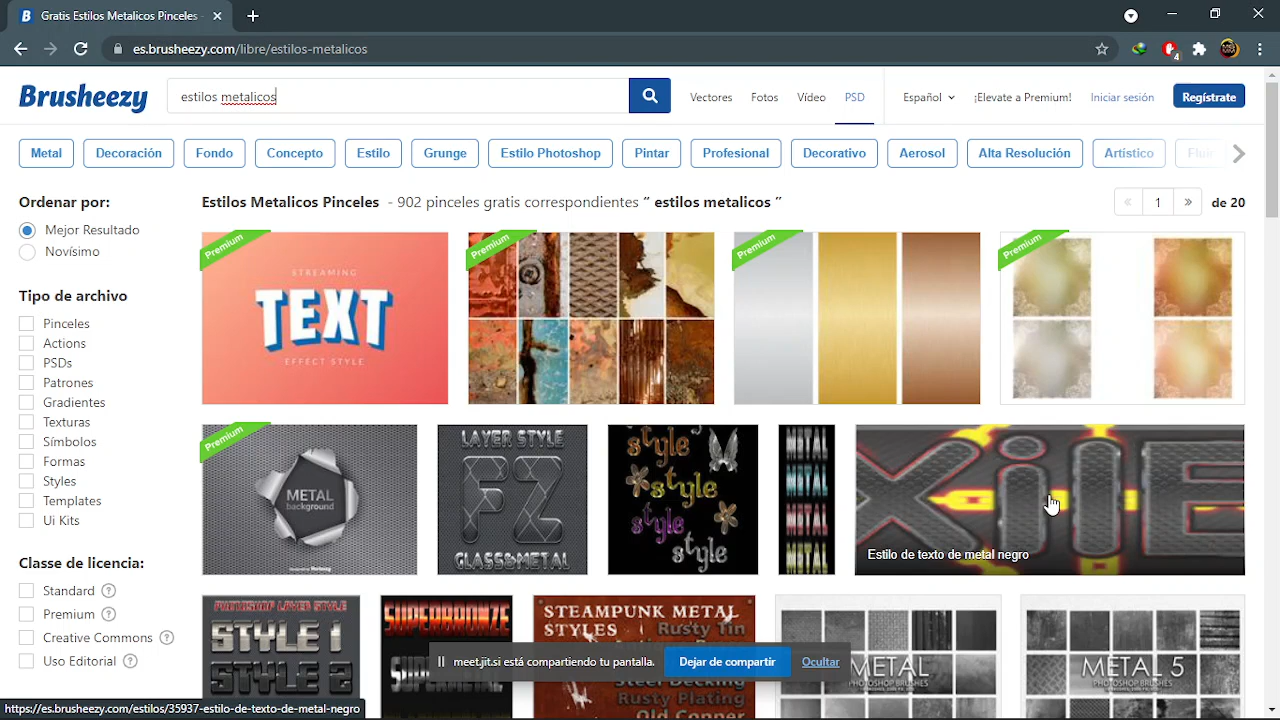 Gratis Estilos Metalicos Pinceles
es.brusheezy.com/libre/estilos-metalicos
4
Brusheezy
estilos metalicos
Vectores
Fotos
Vídeo
PSD
Español
¡Elevate a Premium!
Iniciar sesión
Regístrate
Metal
Decoración
Fondo
Concepto
Estilo
Grunge
Estilo Photoshop
Pintar
Profesional
Decorativo
Aerosol
Alta Resolución
Artístico
Ordenar por:
Mejor Resultado
Novísimo
Estilos Metalicos Pinceles - 902 pinceles gratis correspondientes “ estilos metalicos ”
« 1 » de 20
Tipo de archivo
Pinceles
Actions
PSDs
Patrones
Gradientes
Texturas
Símbolos
Formas
Styles
Templates
Ui Kits
Clase de licencia:
Standard ?
Premium ?
Creative Commons ?
Uso Editorial ?
Premium
STREAMING
TEXT
EFFECT STYLE
Premium
Premium
Premium
Premium
METAL
background
LAYER STYLE
FZ
GLASS&METAL
style
style
style
style
METAL
METAL
METAL
METAL
XilE
Estilo de texto de metal negro
PHOTOSHOP LAYER STYLE
STYLE 1
STYLE 2
SUPERBRONZE
STEAMPUNK METAL
STYLES
Rusty Tin
Rusty Plating
Old Copper
METAL
PHOTOSHOP BRUSHES
METAL 5
PHOTOSHOP BRUSHES
meet.jit.si está compartiendo tu pantalla.
Dejar de compartir
Ocultar
https://es.brusheezy.com/estilos/35937-estilo-de-texto-de-metal-negro